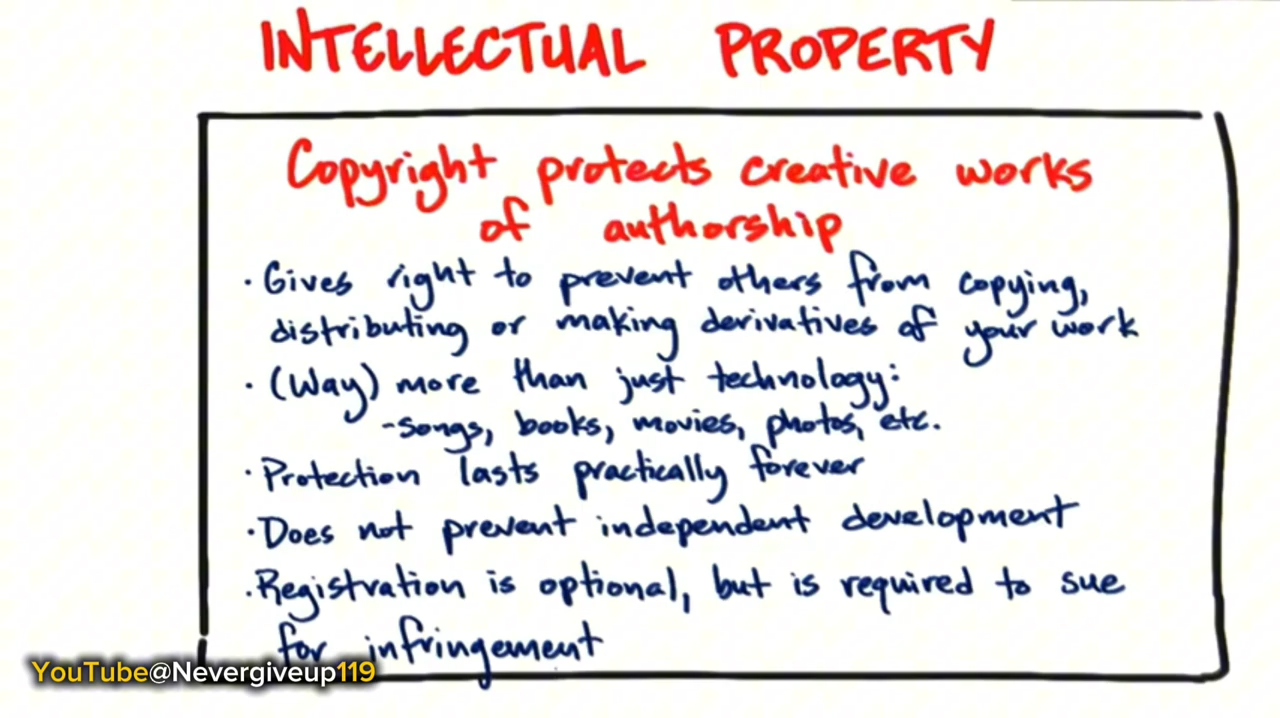 INTELLECTUAL PROPERTY
Copyright protects creative works
of authorship
· Gives right to prevent others from copying,
distributing or making derivatives of your work
· (Way) more than just technology:
-songs, books, movies, photos, etc.
· Protection lasts practically forever
· Does not prevent independent development
· Registration is optional, but is required to sue
for infringement
YouTube@Nevergiveup119